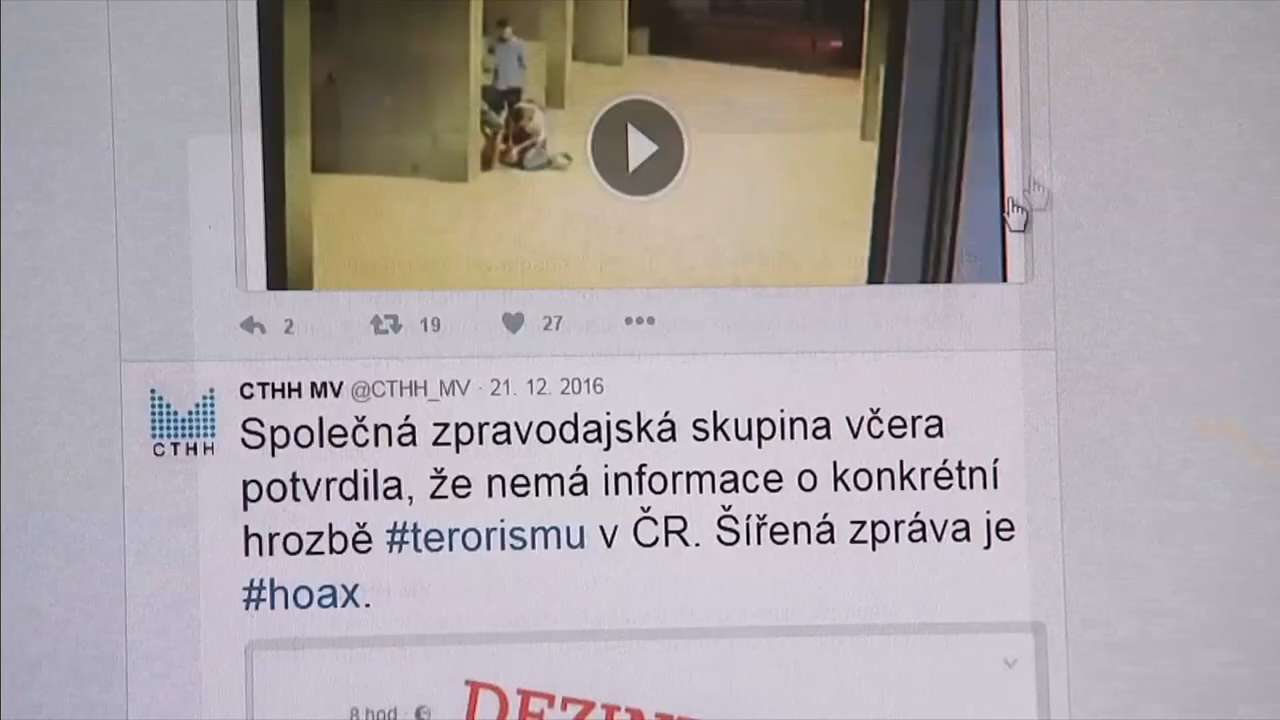 2 19 27
CTHH MV @CTHH_MV · 21. 12. 2016
CTHH
Společná zpravodajská skupina včera
potvrdila, že nemá informace o konkrétní
hrozbě #terorismu v ČR. Šířená zpráva je
#hoax.
8 hod